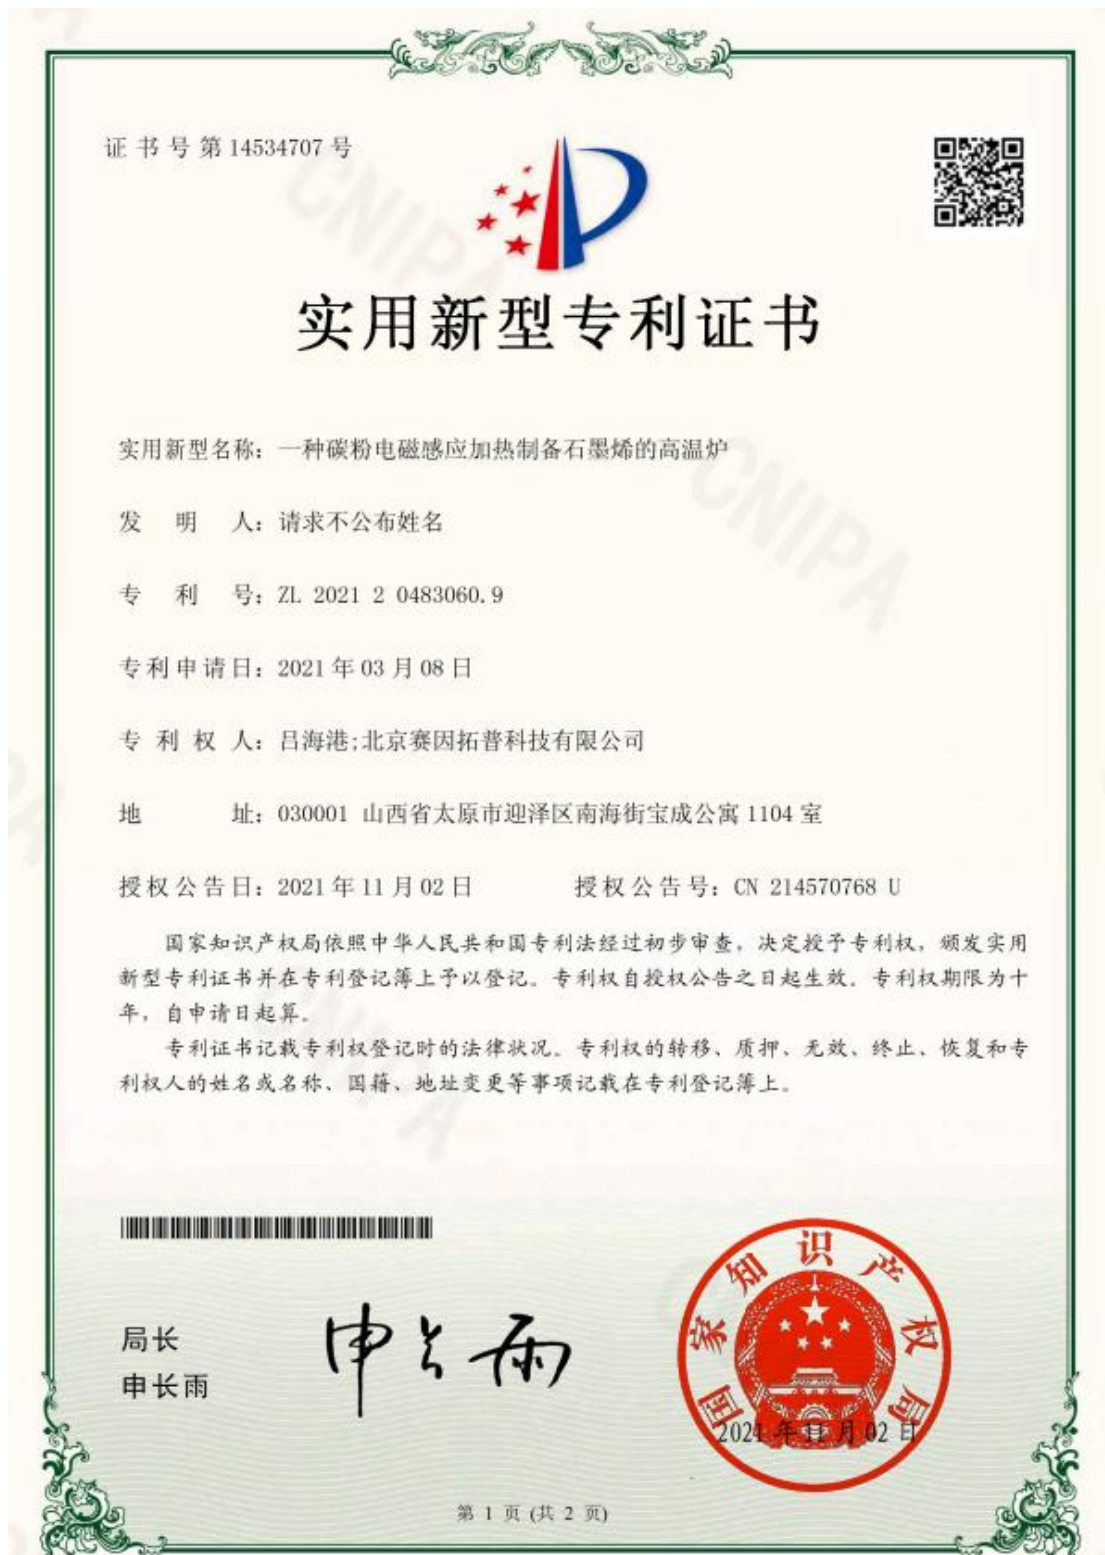 证书号第14534707号
实用新型专利证书
实用新型名称：一种碳粉电磁感应加热制备石墨烯的高温炉
发明人：请求不公布姓名
专利号：ZL 2021 2 0483060.9
专利申请日：2021年03月08日
专利权人：吕海港;北京赛因拓普科技有限公司
地址：030001 山西省太原市迎泽区南海街宝成公寓1104室
授权公告日：2021年11月02日 授权公告号：CN 214570768 U
国家知识产权局依照中华人民共和国专利法经过初步审查，决定授予专利权，颁发实用
新型专利证书并在专利登记簿上予以登记。专利权自授权公告之日起生效。专利权期限为十
年，自申请日起算。
专利证书记载专利权登记时的法律状况。专利权的转移、质押、无效、终止、恢复和专
利权人的姓名或名称、国籍、地址变更等事项记载在专利登记簿上。
局长
申长雨
申长雨
国家知识产权局
2021年11月02日
第 1 页 (共 2 页)
CNIPA
CNIPA
CNIPA